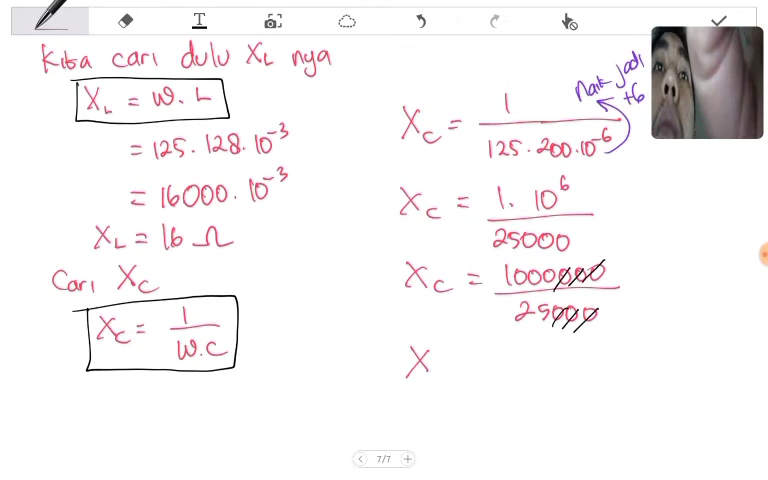 T
Kita cari dulu XL nya
XL = W. L
= 125. 128. 10⁻³
= 16000. 10⁻³
XL = 16 Ω
Cari Xc
Xc = 1 / W.C
Naik jadi +6
Xc = 1 / 125 . 200 . 10⁻⁶
Xc = 1. 10⁶ / 25000
Xc = 1000000 / 25000
X
7/7